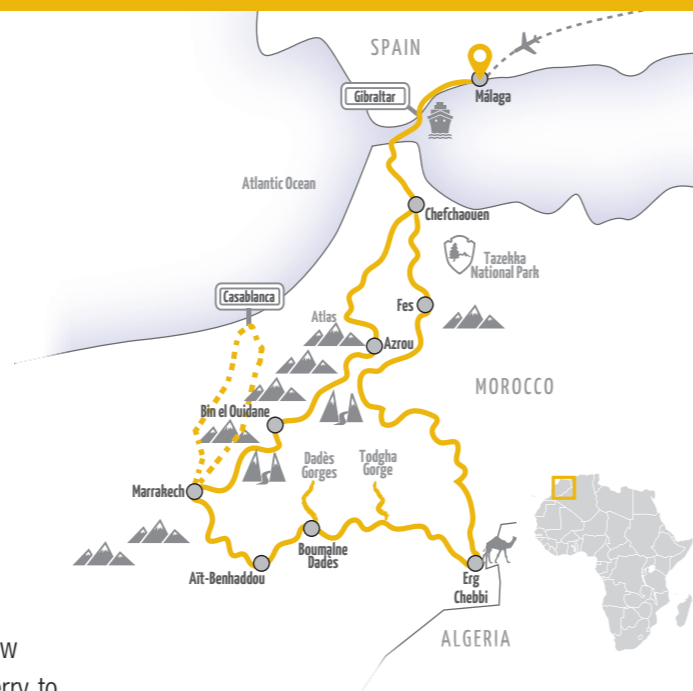 SPAIN
Málaga
Gibraltar
Atlantic Ocean
Chefchaouen
Tazekka
National Park
Casablanca
Fes
Atlas
Azrou
MOROCCO
Bin el Ouidane
Dadès
Gorges
Todgha
Gorge
Marrakech
Boumalne
Dadès
Aït-Benhaddou
Erg
Chebbi
ALGERIA
to